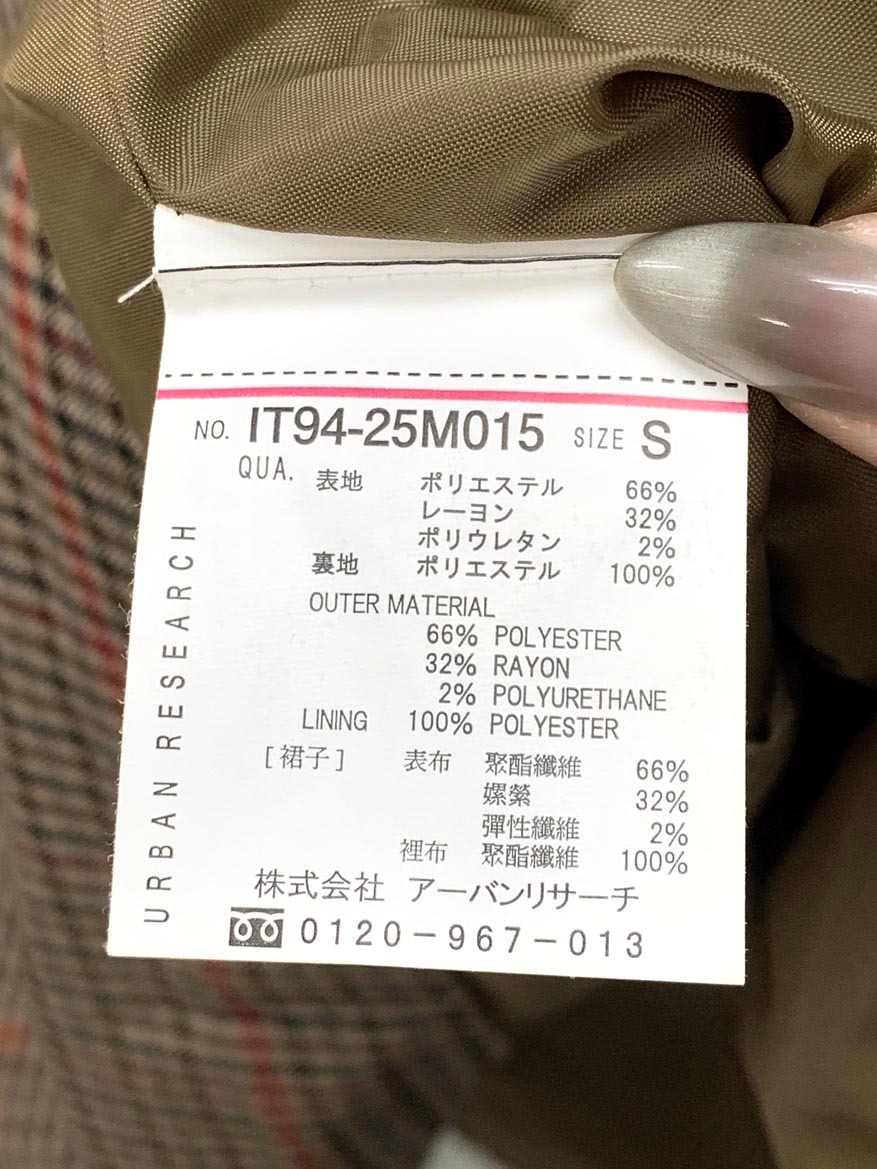 NO. IT94-25M015 SIZE S
QUA. 表地 ポリエステル 66%
レーヨン 32%
ポリウレタン 2%
裏地 ポリエステル 100%
OUTER MATERIAL
66% POLYESTER
32% RAYON
2% POLYURETHANE
LINING 100% POLYESTER
[裙子] 表布 聚酯纖維 66%
嫘縈 32%
彈性纖維 2%
裡布 聚酯纖維 100%
株式会社 アーバンリサーチ
0120-967-013
URBAN RESEARCH